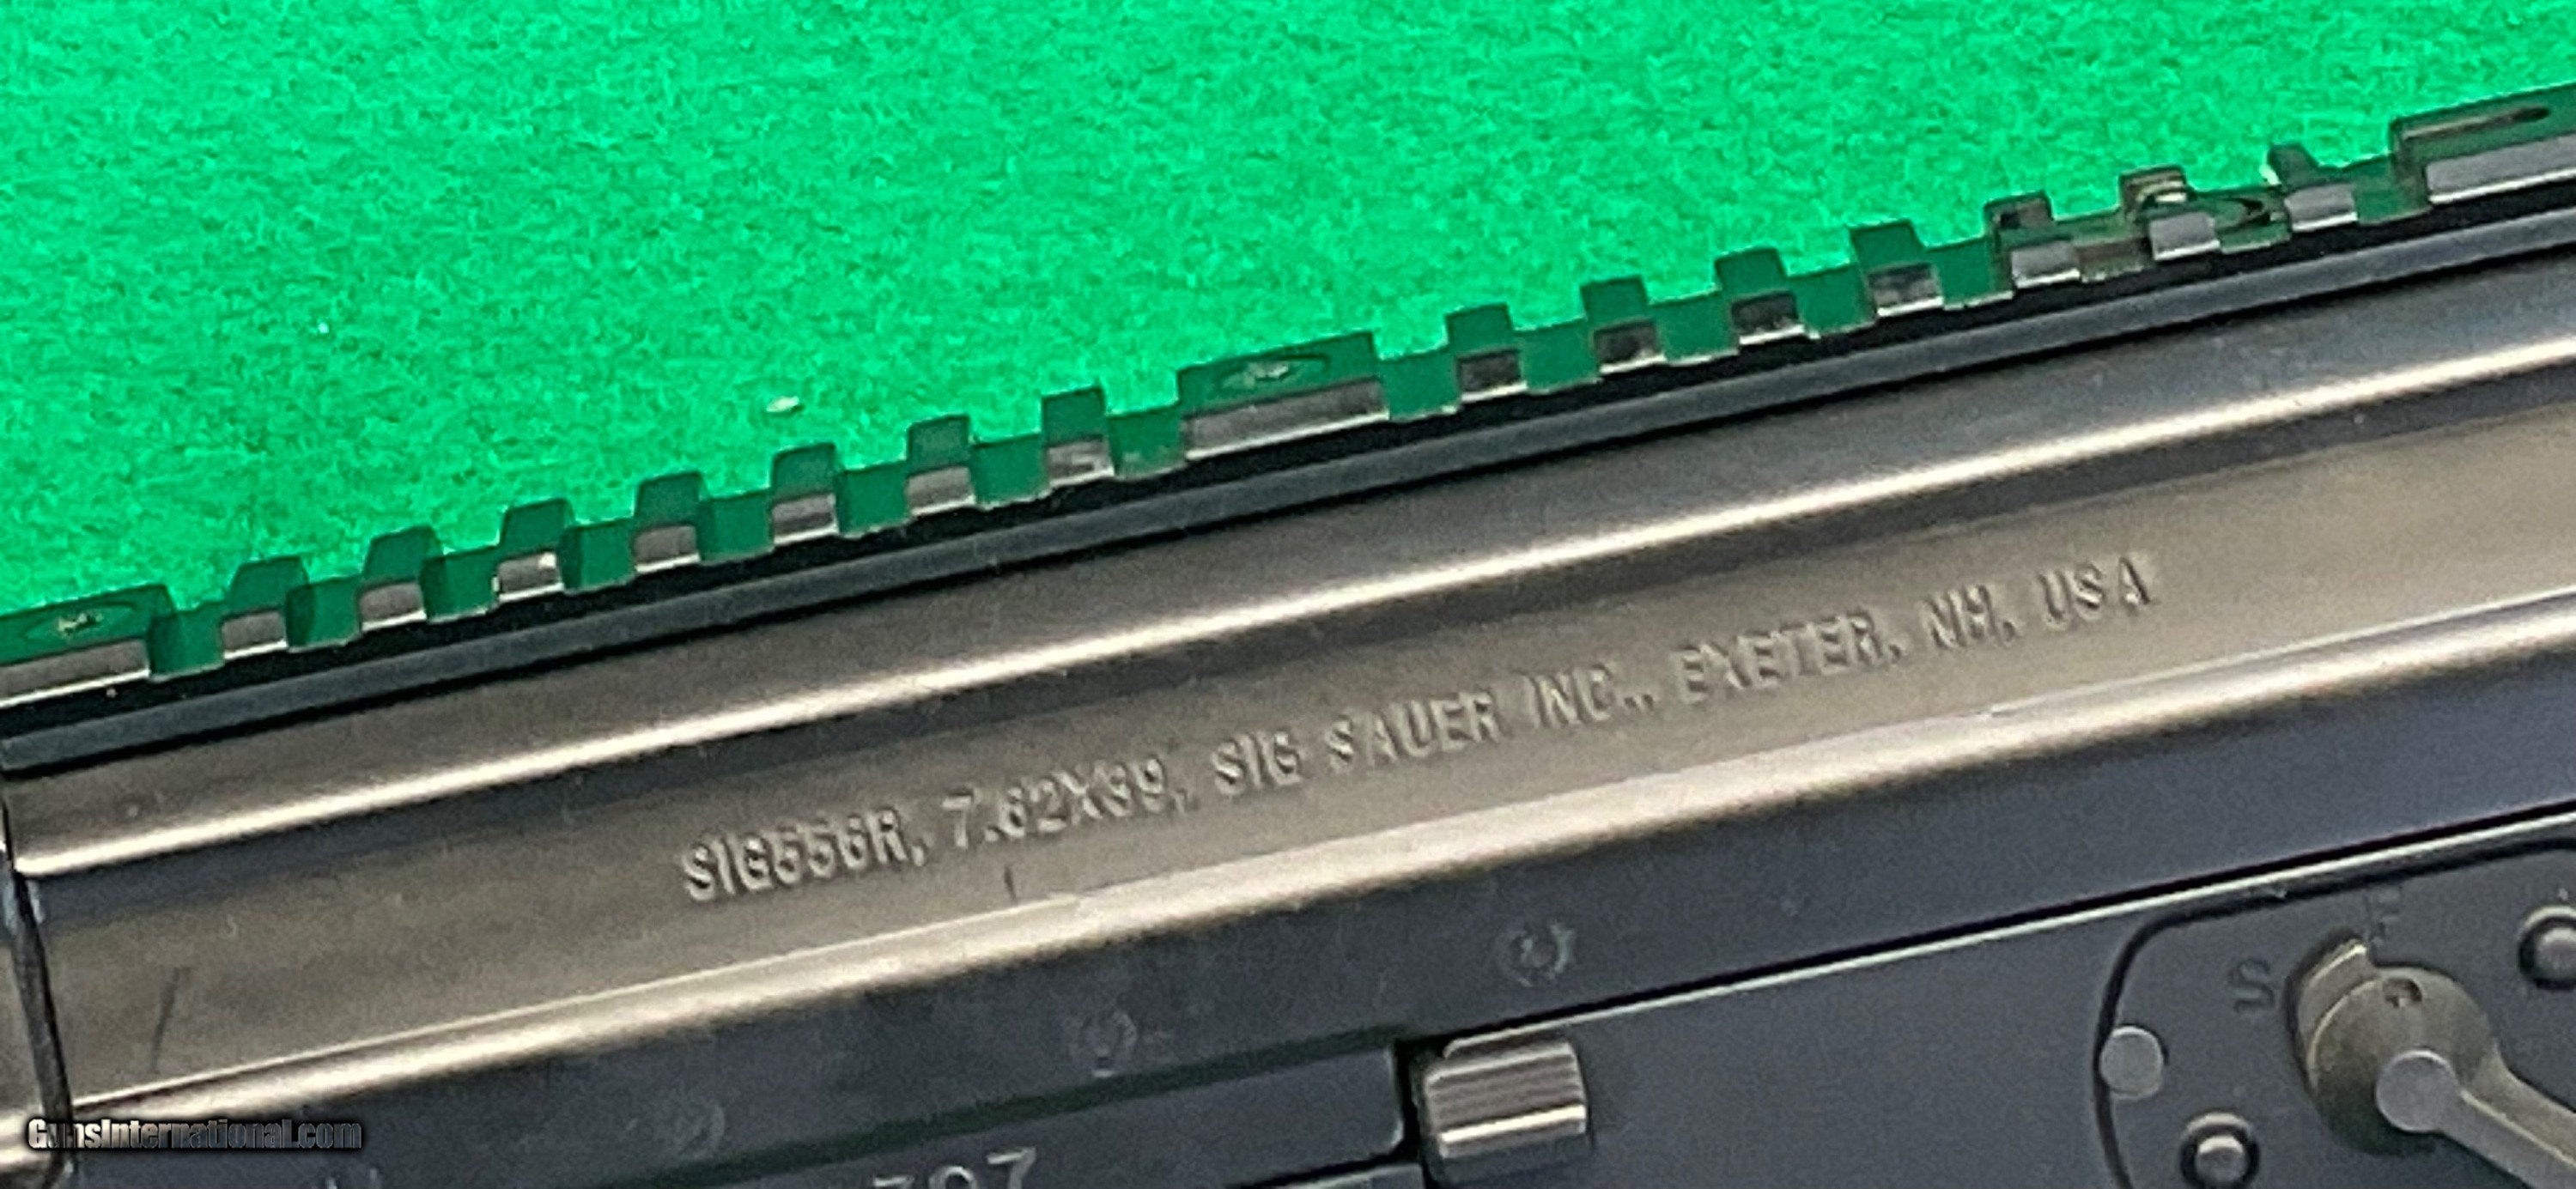 SIG556R, 7.62X39, SIG SAUER INC., EXETER, NH, USA
S F
GunsInternational.com